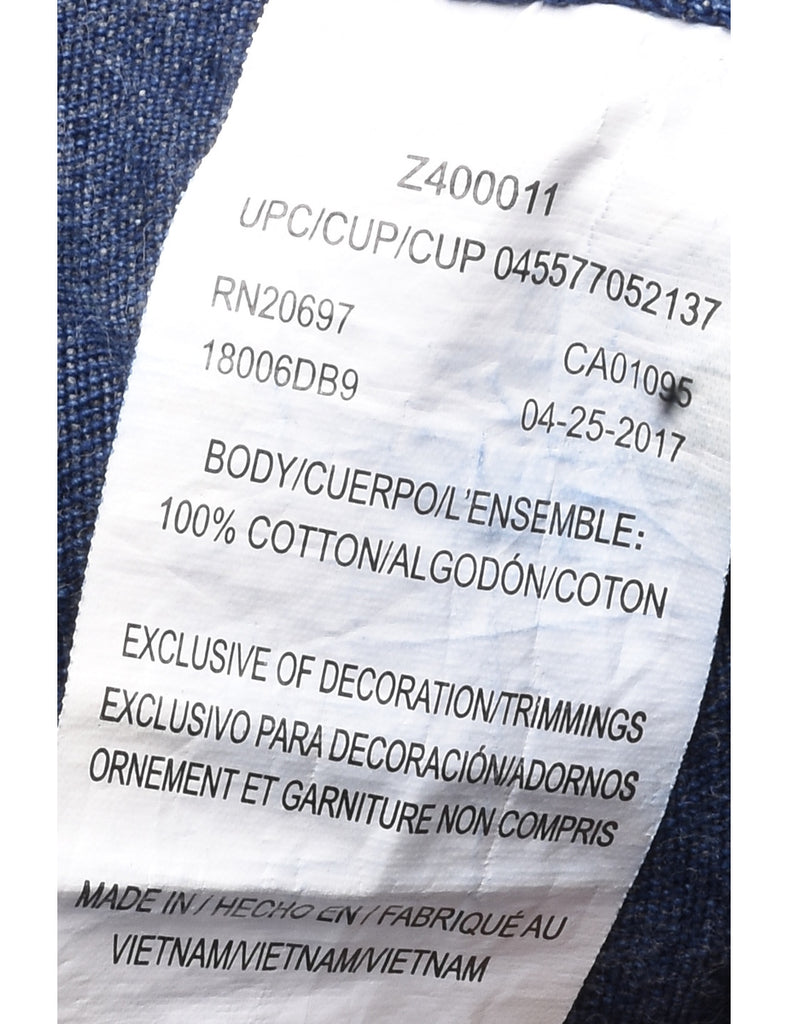 Z400011
UPC/CUP/CUP 045577052137
RN20697 CA01095
18006DB9 04-25-2017
BODY/CUERPO/L'ENSEMBLE:
100% COTTON/ALGODÓN/COTON
EXCLUSIVE OF DECORATION/TRIMMINGS
EXCLUSIVO PARA DECORACIÓN/ADORNOS
ORNEMENT ET GARNITURE NON COMPRIS
MADE IN / HECHO EN / FABRIQUÉ AU
VIETNAM/VIETNAM/VIETNAM